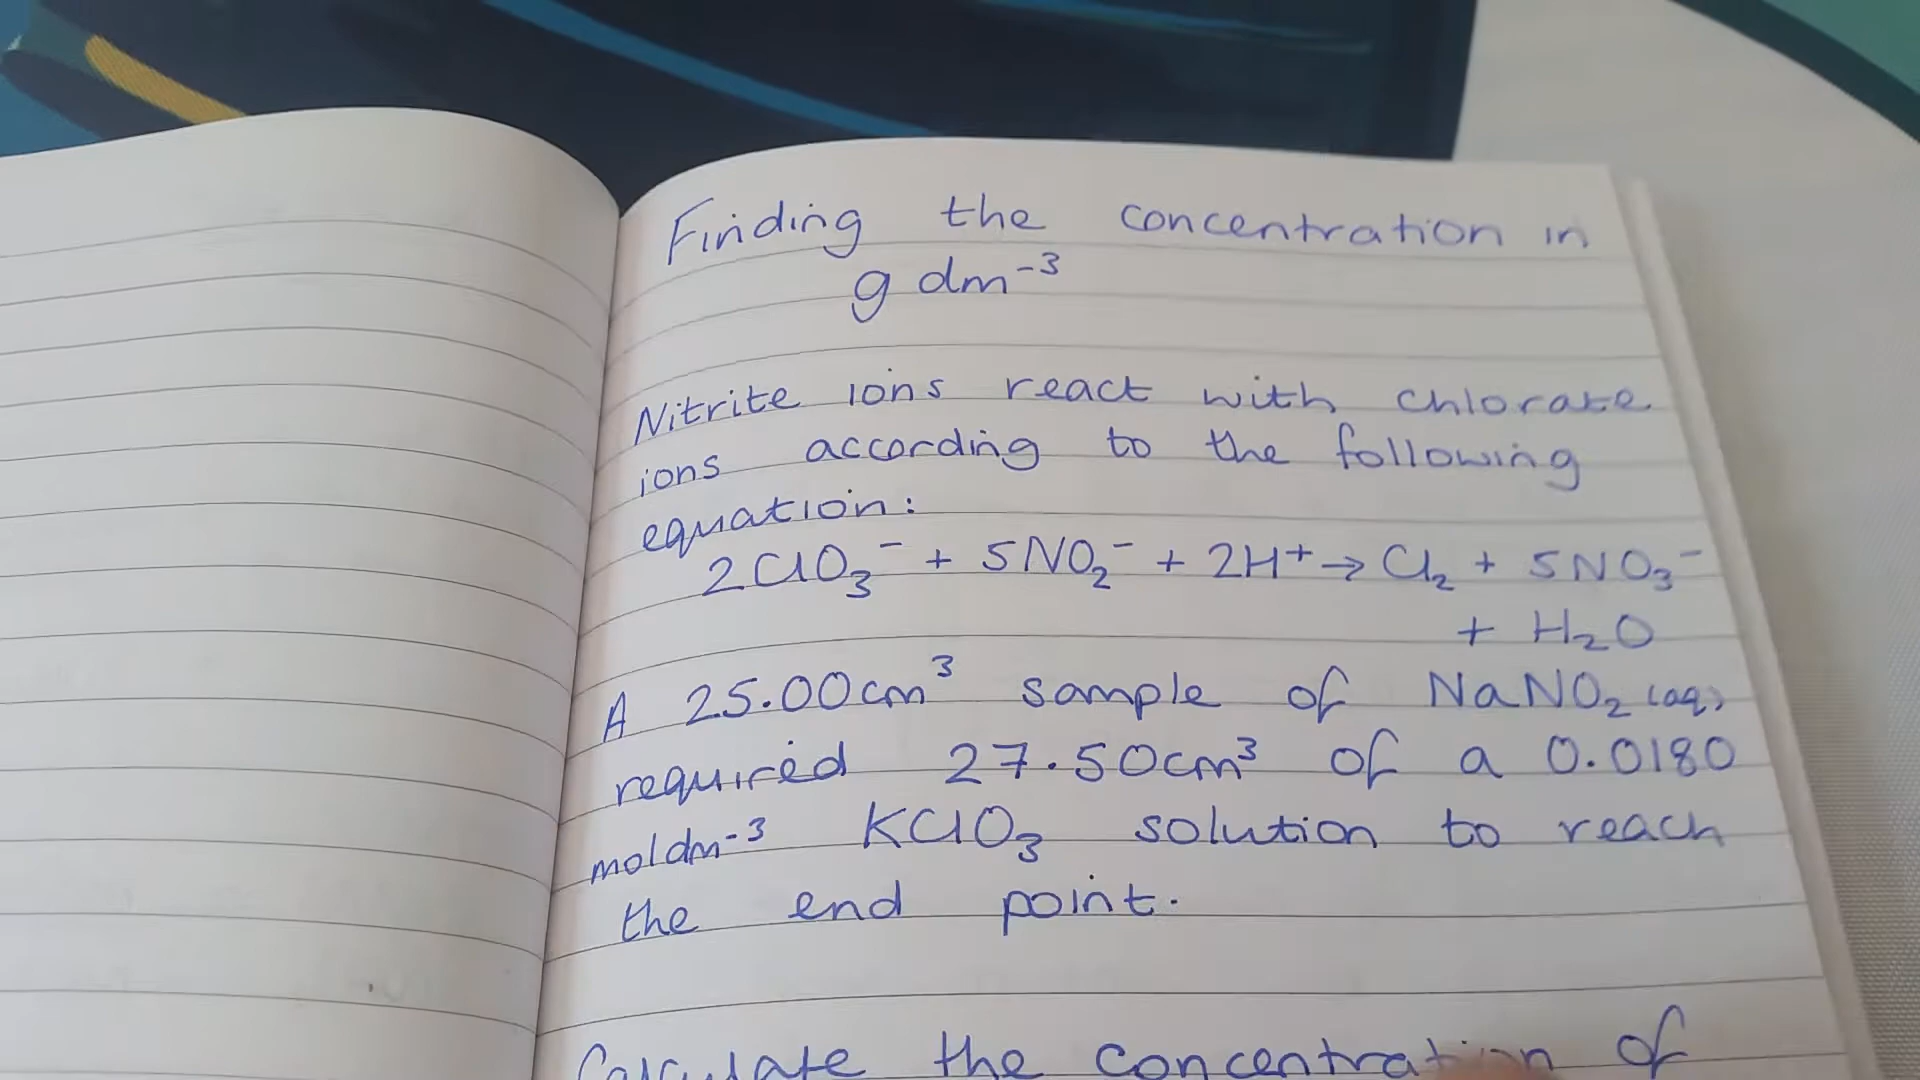 Finding the concentration in
g dm⁻³
Nitrite ions react with chlorate
ions according to the following
equation:
2ClO₃⁻ + 5NO₂⁻ + 2H⁺ → Cl₂ + 5NO₃⁻
+ H₂O
A 25.00cm³ sample of NaNO₂ (aq)
required 27.50cm³ of a 0.0180
moldm⁻³ KClO₃ solution to reach
the end point.
Calculate the concentration of